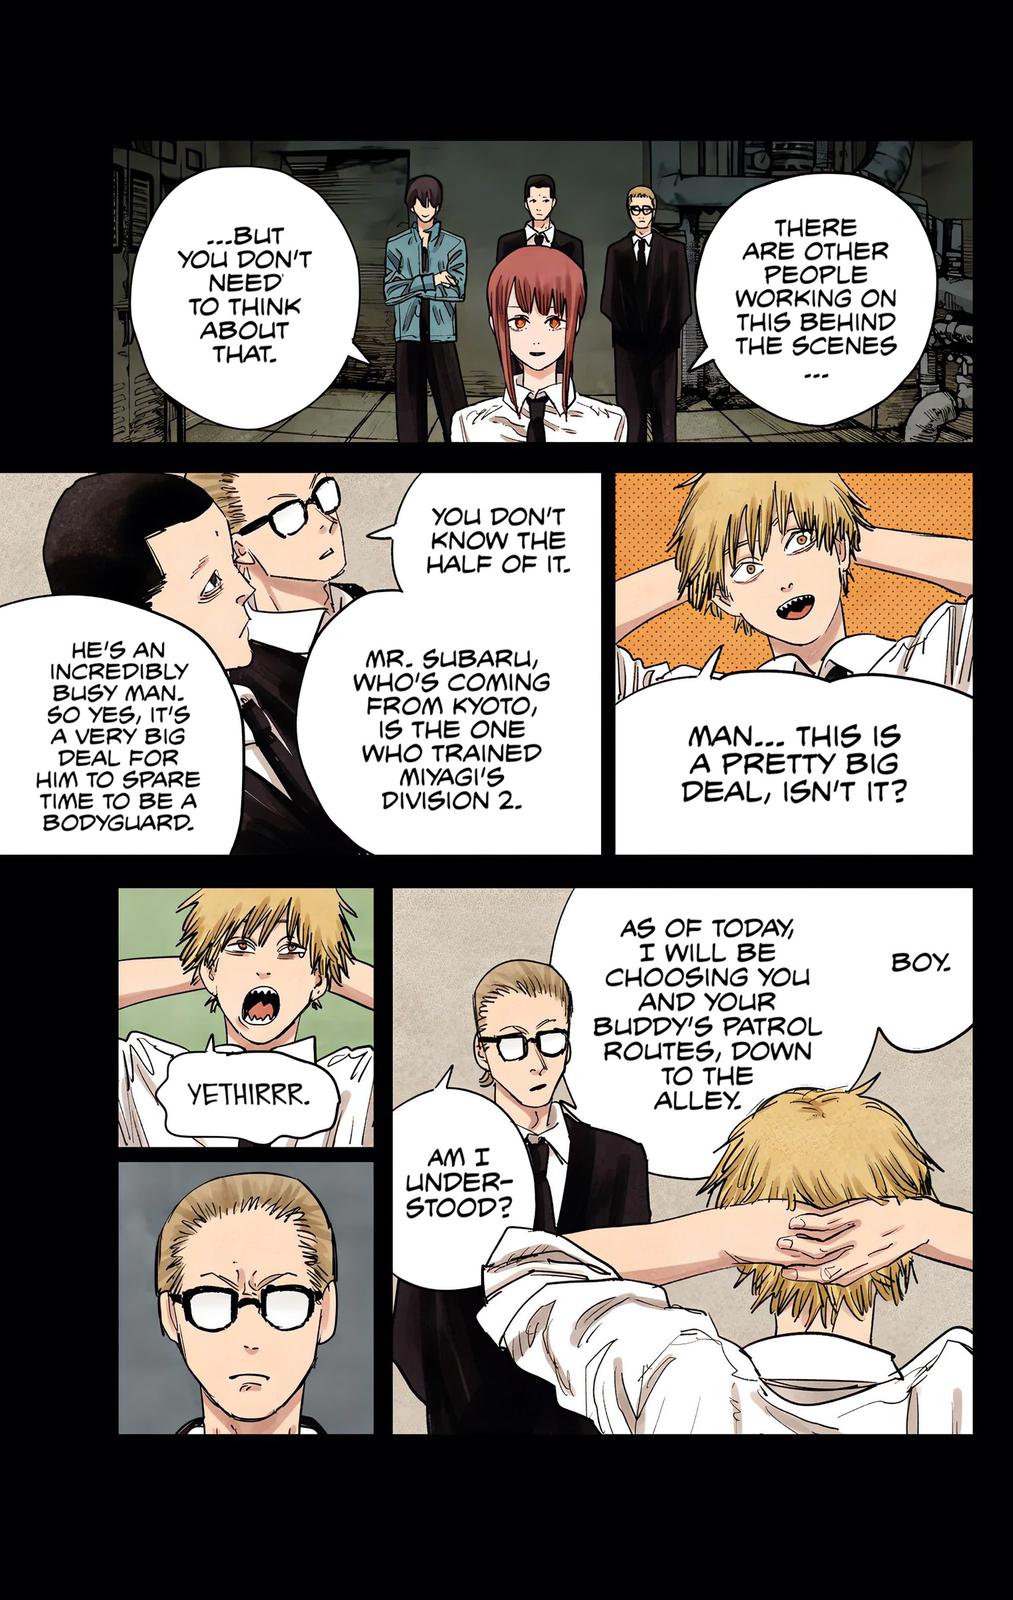 THERE
ARE OTHER
PEOPLE
WORKING ON
THIS BEHIND
THE SCENES
...
...BUT
YOU DON'T
NEED
TO THINK
ABOUT
THAT.
MAN... THIS IS
A PRETTY BIG
DEAL, ISN'T IT?
YOU DON'T
KNOW THE
HALF OF IT.
MR. SUBARU,
WHO'S COMING
FROM KYOTO,
IS THE ONE
WHO TRAINED
MIYAGI'S
DIVISION 2.
HE'S AN
INCREDIBLY
BUSY MAN.
SO YES, IT'S
A VERY BIG
DEAL FOR
HIM TO SPARE
TIME TO BE A
BODYGUARD.
BOY.
AS OF TODAY,
I WILL BE
CHOOSING YOU
AND YOUR
BUDDY'S PATROL
ROUTES, DOWN
TO THE
ALLEY.
AM I
UNDER-
STOOD?
YETHIRRR.